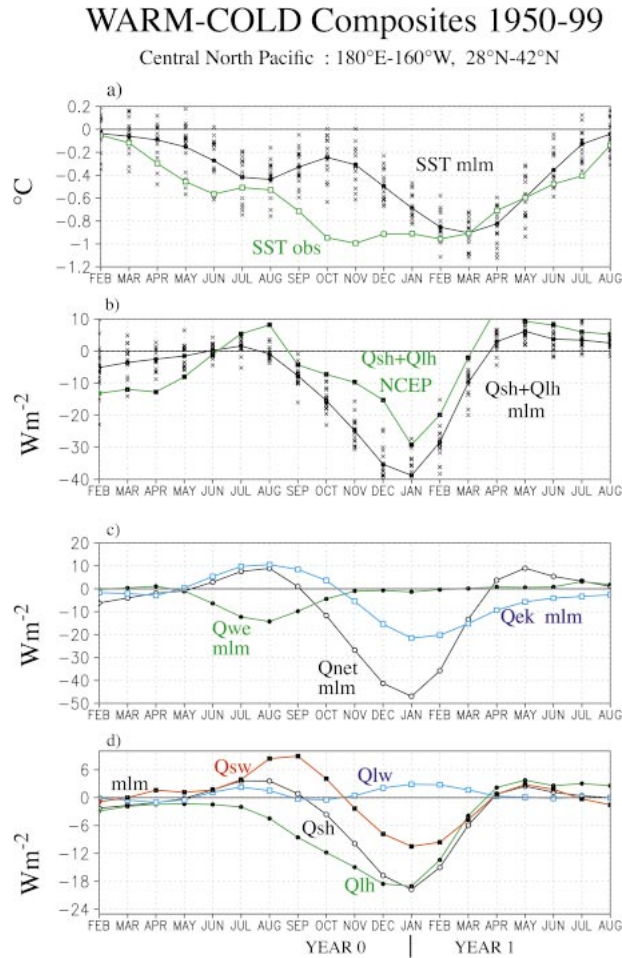 WARM-COLD Composites 1950-99
Central North Pacific : 180°E-160°W, 28°N-42°N
a)
0.2
0
-0.2
-0.4
-0.6
-0.8
-1
-1.2
°C
SST mlm
SST obs
FEB MAR APR MAY JUN JUL AUG SEP OCT NOV DEC JAN FEB MAR APR MAY JUN JUL AUG
b)
10
0
-10
-20
-30
-40
Wm-2
Qsh+Qlh
NCEP
Qsh+Qlh
mlm
FEB MAR APR MAY JUN JUL AUG SEP OCT NOV DEC JAN FEB MAR APR MAY JUN JUL AUG
c)
20
10
0
-10
-20
-30
-40
-50
Wm-2
Qwe
mlm
Qnet
mlm
Qek mlm
FEB MAR APR MAY JUN JUL AUG SEP OCT NOV DEC JAN FEB MAR APR MAY JUN JUL AUG
d)
6
0
-6
-12
-18
-24
Wm-2
mlm
Qsw
Qlw
Qsh
Qlh
FEB MAR APR MAY JUN JUL AUG SEP OCT NOV DEC JAN FEB MAR APR MAY JUN JUL AUG
YEAR 0 | YEAR 1